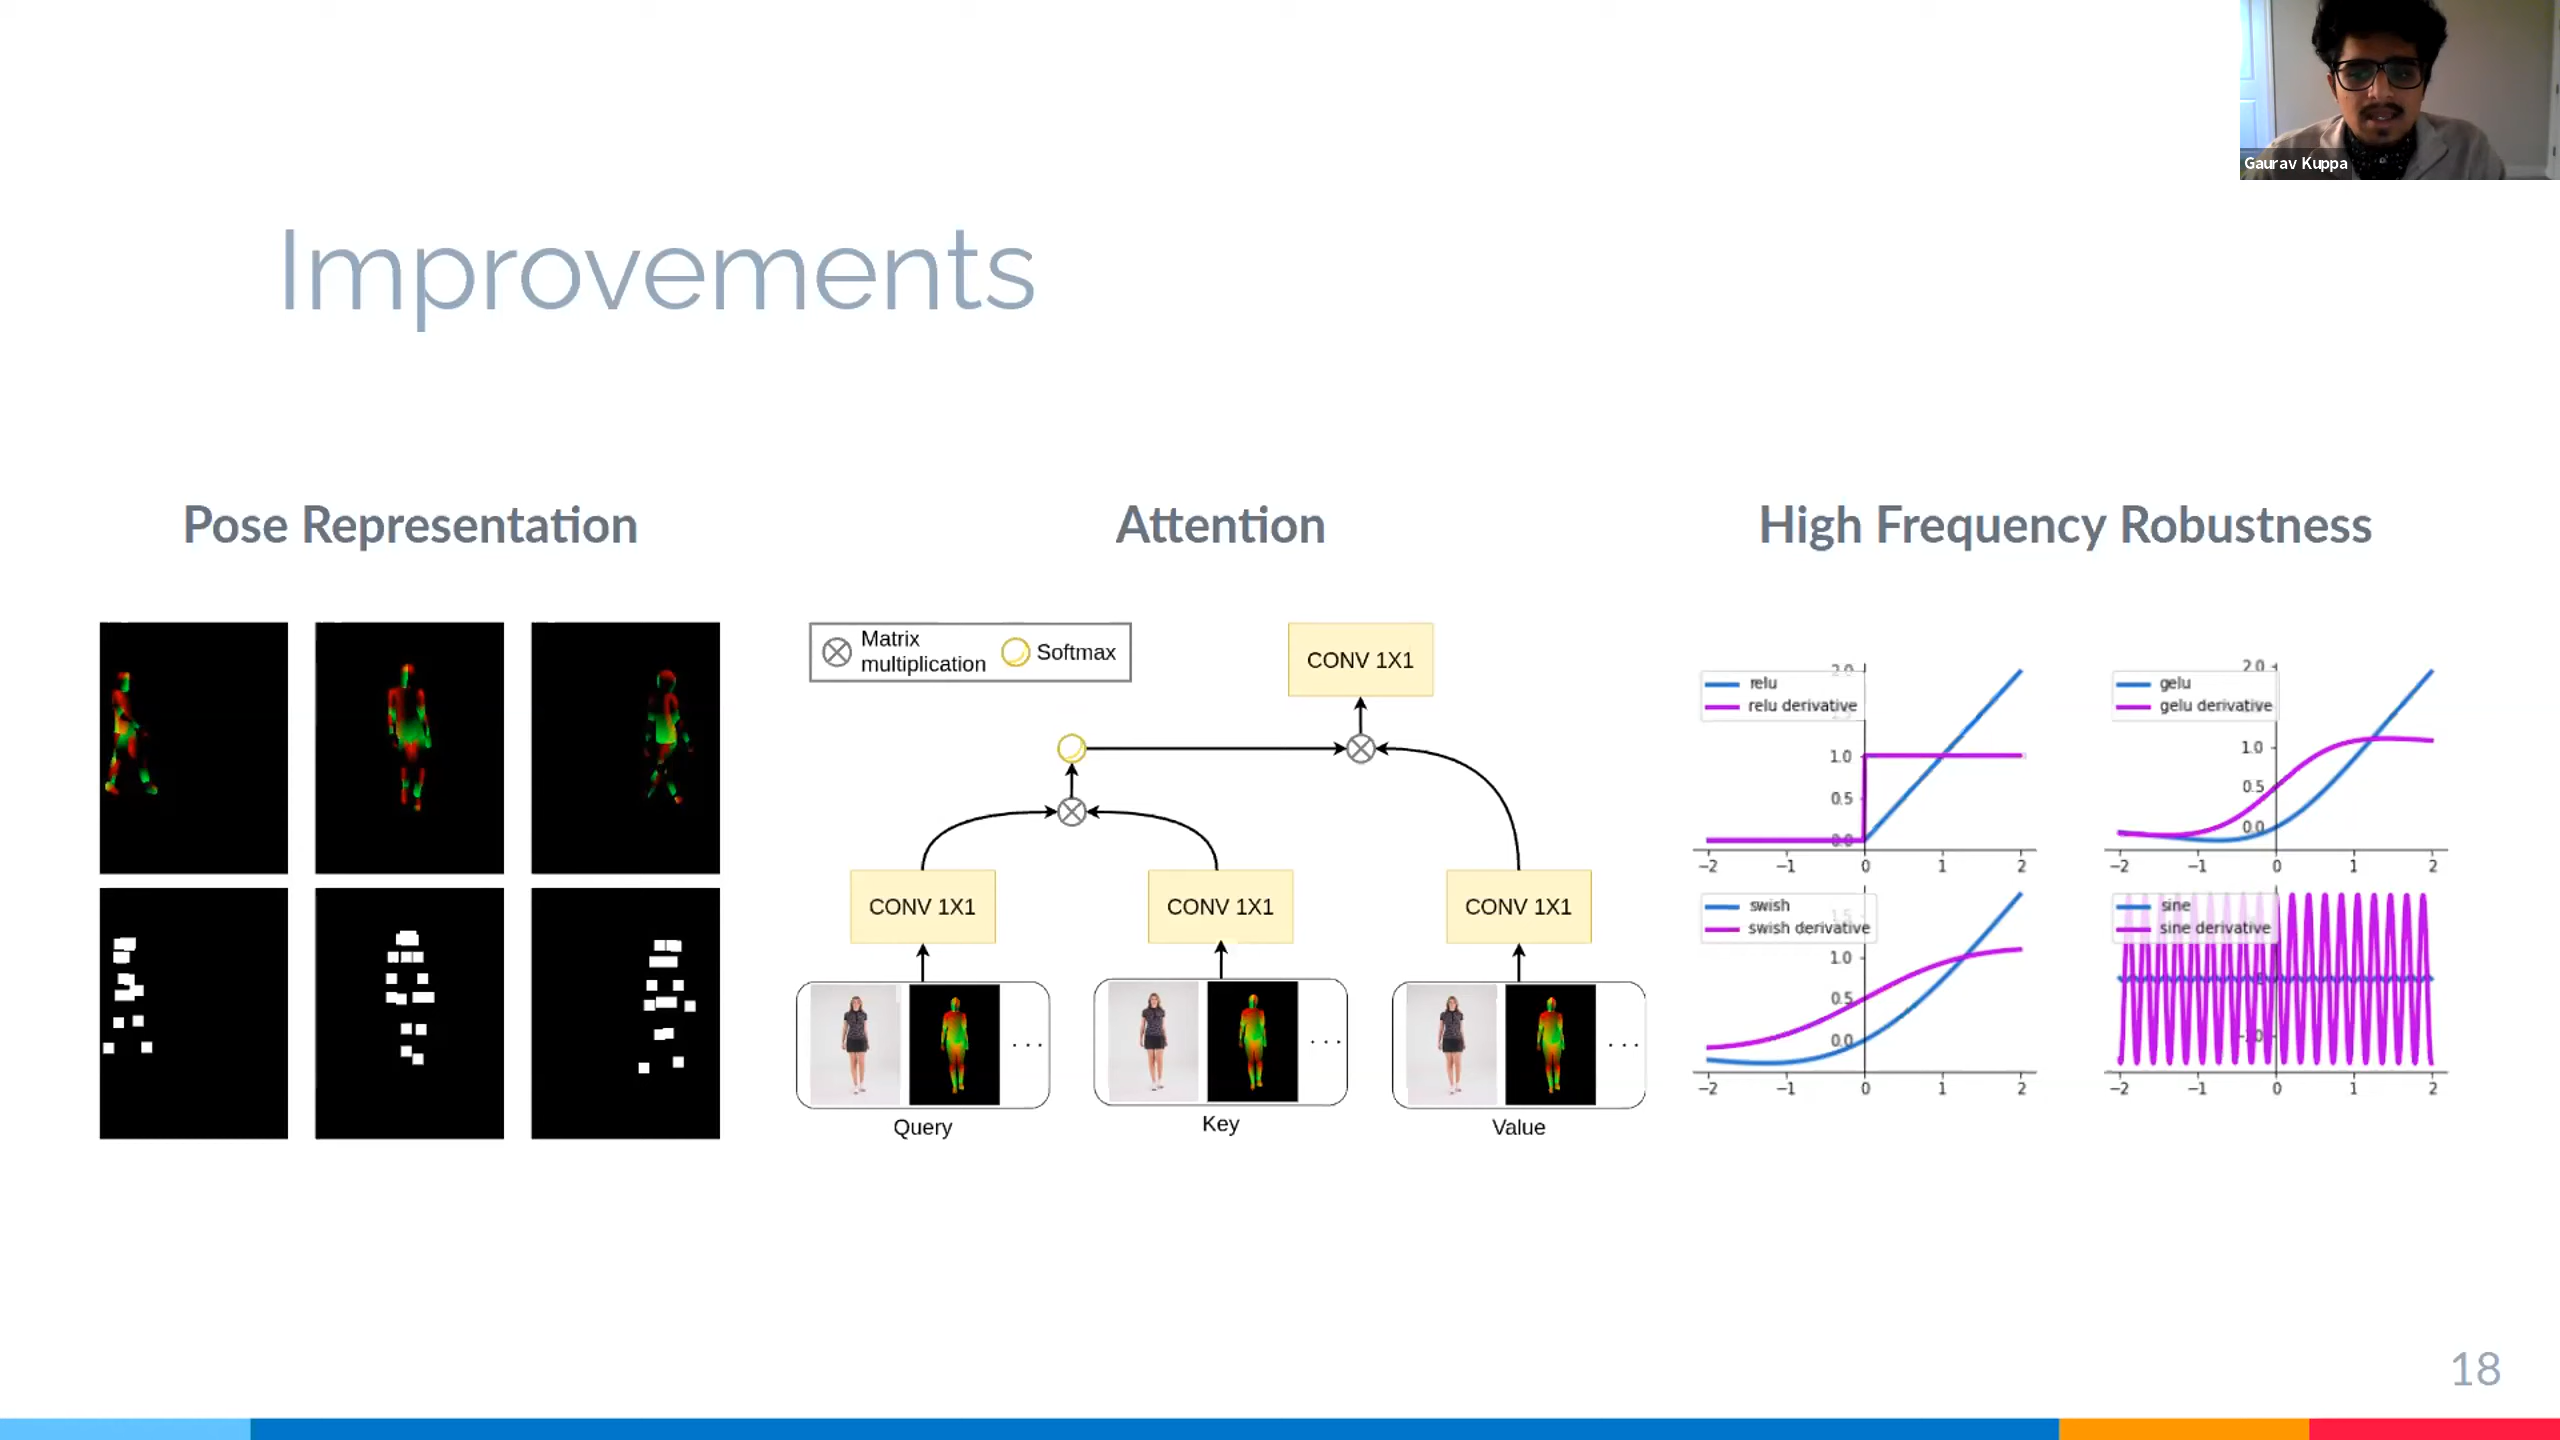 Gaurav Kuppa
Improvements
Pose Representation
Attention
High Frequency Robustness
Matrix
multiplication
Softmax
CONV 1X1
CONV 1X1
CONV 1X1
CONV 1X1
...
...
...
Query
Key
Value
relu
relu derivative
2.0
1.0
0.5
0.0
−2 −1 0 1 2
gelu
gelu derivative
2.0
1.0
0.5
0.0
−2 −1 0 1 2
swish
swish derivative
1.5
1.0
0.5
0.0
−2 −1 0 1 2
sine
sine derivative
−2 −1 0 1 2
18